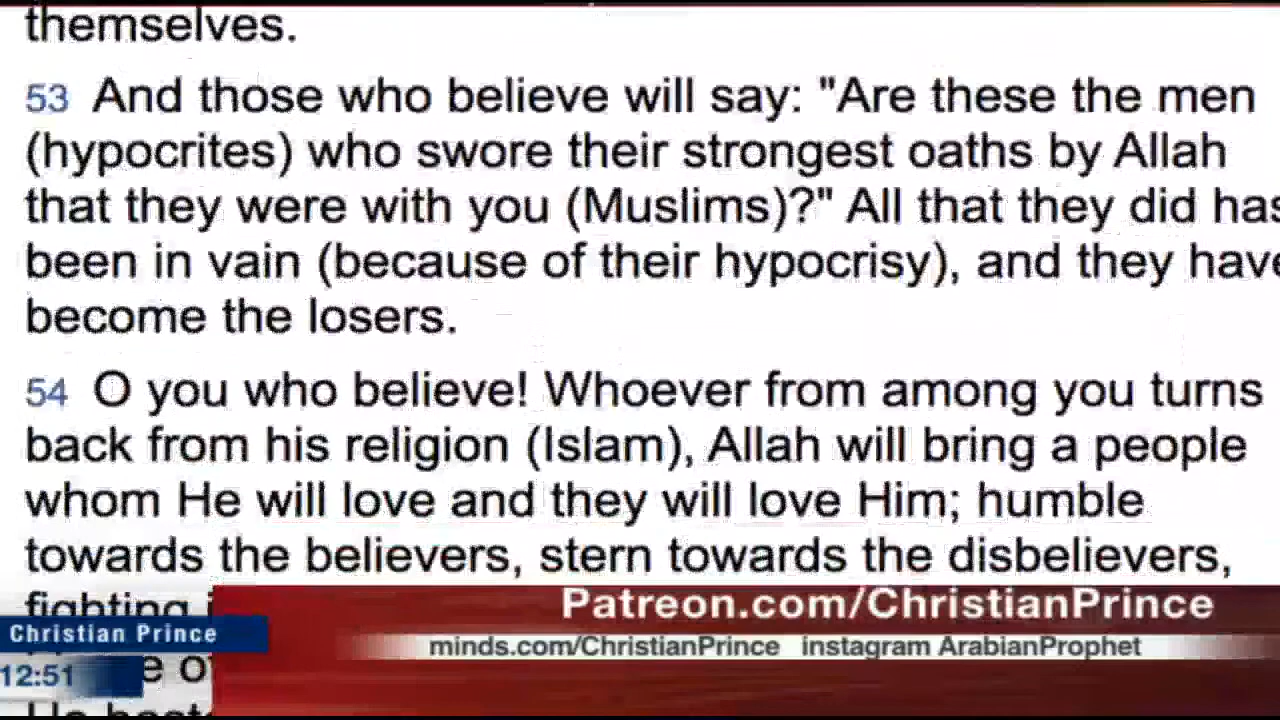 themselves.
53 And those who believe will say: "Are these the men
(hypocrites) who swore their strongest oaths by Allah
that they were with you (Muslims)?" All that they did has
been in vain (because of their hypocrisy), and they have
become the losers.
54 O you who believe! Whoever from among you turns
back from his religion (Islam), Allah will bring a people
whom He will love and they will love Him; humble
towards the believers, stern towards the disbelievers,
fighting
Patreon.com/ChristianPrince
Christian Prince
minds.com/ChristianPrince instagram ArabianProphet
12:51